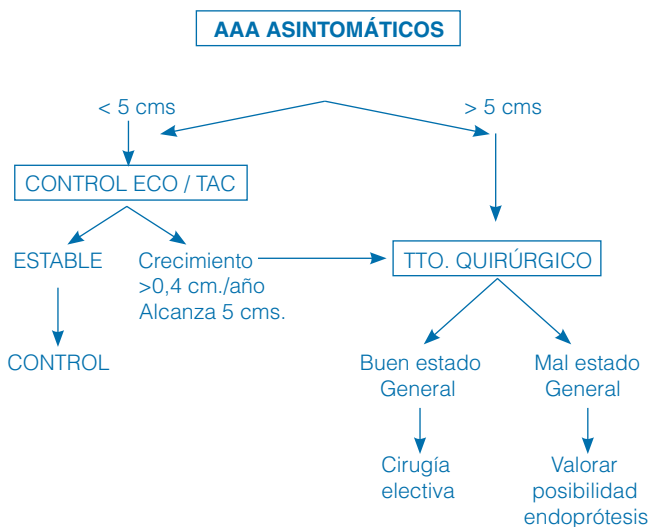 AAA ASINTOMÁTICOS
< 5 cms
> 5 cms
CONTROL ECO / TAC
ESTABLE
Crecimiento
>0,4 cm./año
Alcanza 5 cms.
TTO. QUIRÚRGICO
CONTROL
Buen estado
General
Mal estado
General
Cirugía
electiva
Valorar
posibilidad
endoprótesis